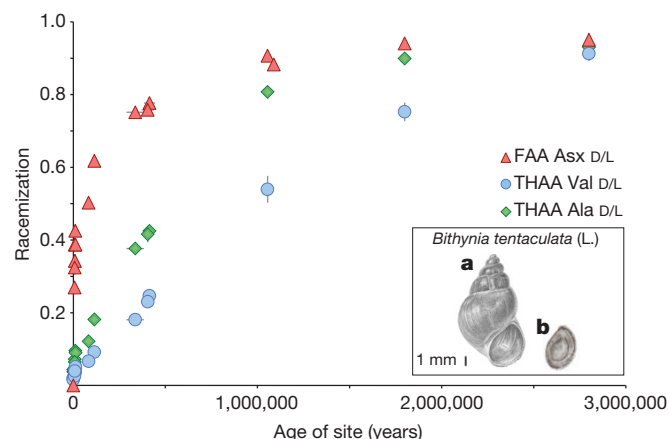 1.0
0.8
0.6
0.4
0.2
0
1,000,000
2,000,000
3,000,000
Racemization
Age of site (years)
FAA Asx D/L
THAA Val D/L
THAA Ala D/L
Bithynia tentaculata (L.)
a
b
1 mm